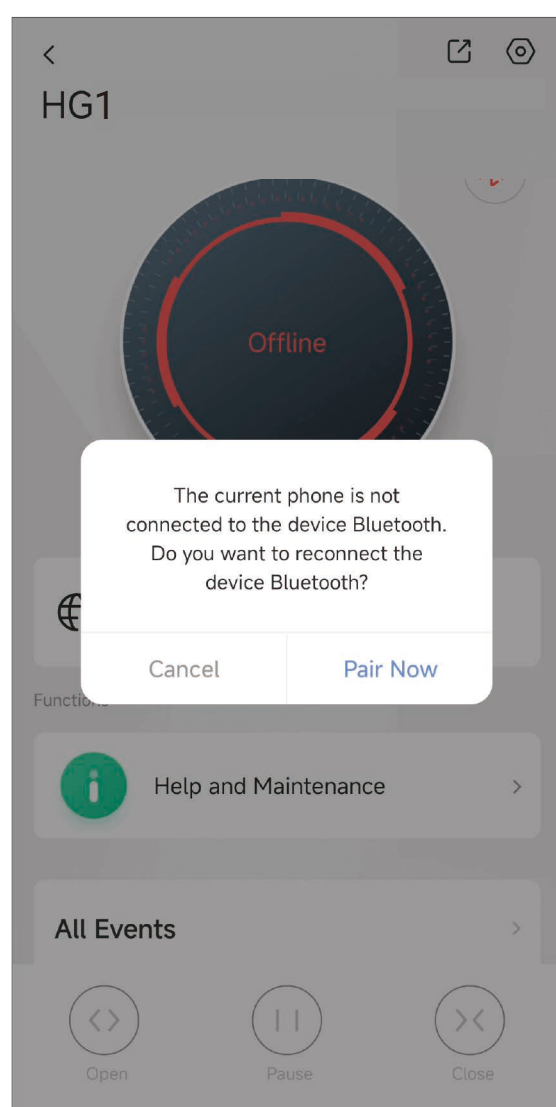 HG1
Offline
The current phone is not
connected to the device Bluetooth.
Do you want to reconnect the
device Bluetooth?
Cancel
Pair Now
Help and Maintenance
All Events
Open
Pause
Close